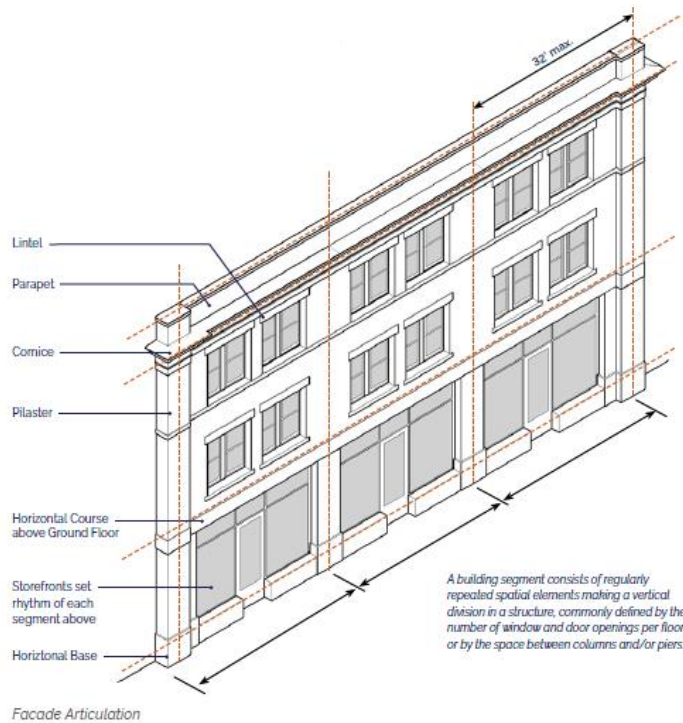 32' max.
Lintel
Parapet
Cornice
Pilaster
Horizontal Course
above Ground Floor
Storefronts set
rhythm of each
segment above
Horiztonal Base
A building segment consists of regularly
repeated spatial elements making a vertical
division in a structure, commonly defined by the
number of window and door openings per floor,
or by the space between columns and/or piers.
Facade Articulation